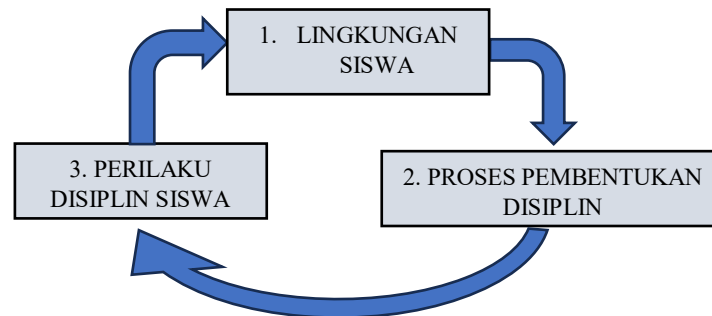 1. LINGKUNGAN
SISWA
2. PROSES PEMBENTUKAN
DISIPLIN
3. PERILAKU
DISIPLIN SISWA